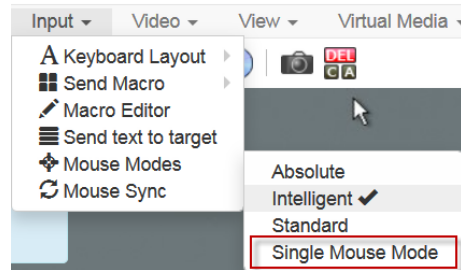 Input Video View Virtual Media
DEL
C A
Keyboard Layout
Send Macro
Macro Editor
Send text to target
Mouse Modes
Mouse Sync
Absolute
Intelligent
Standard
Single Mouse Mode